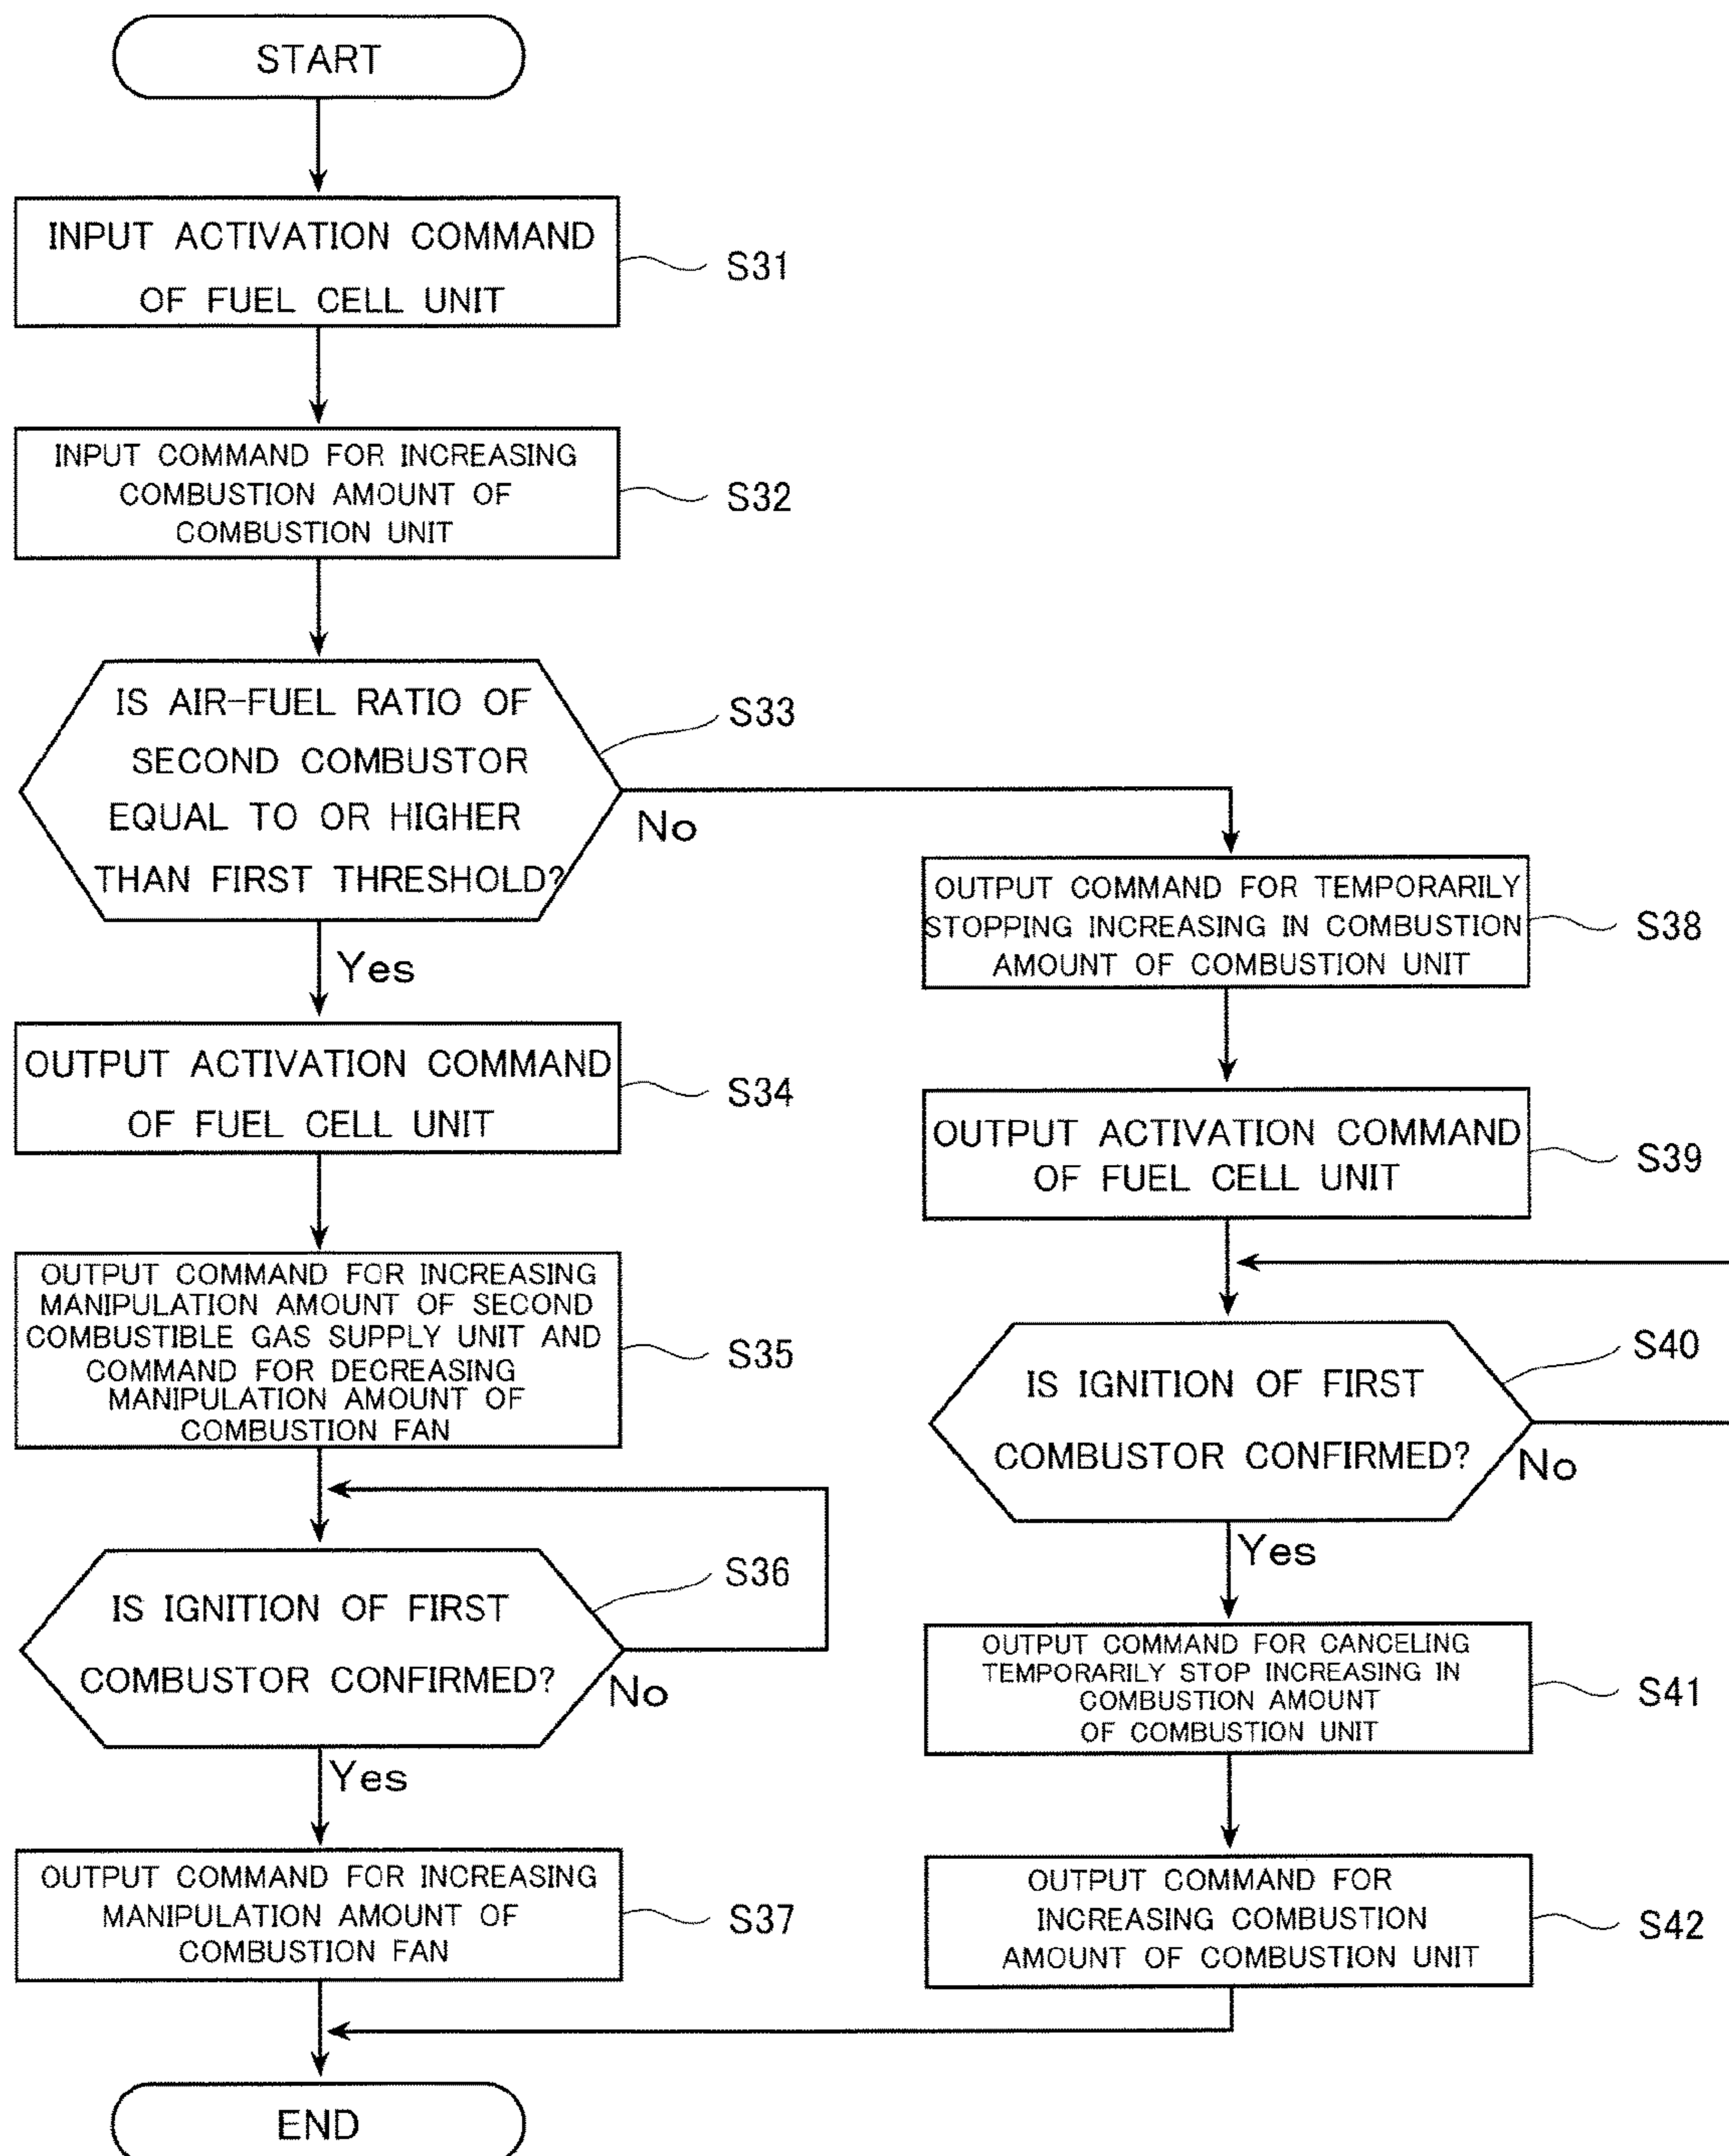 START
INPUT ACTIVATION COMMAND
OF FUEL CELL UNIT
S31
INPUT COMMAND FOR INCREASING
COMBUSTION AMOUNT OF
COMBUSTION UNIT
S32
IS AIR-FUEL RATIO OF
SECOND COMBUSTOR
EQUAL TO OR HIGHER
THAN FIRST THRESHOLD?
S33
No
Yes
OUTPUT ACTIVATION COMMAND
OF FUEL CELL UNIT
S34
OUTPUT COMMAND FOR INCREASING
MANIPULATION AMOUNT OF SECOND
COMBUSTIBLE GAS SUPPLY UNIT AND
COMMAND FOR DECREASING
MANIPULATION AMOUNT OF
COMBUSTION FAN
S35
IS IGNITION OF FIRST
COMBUSTOR CONFIRMED?
S36
No
Yes
OUTPUT COMMAND FOR INCREASING
MANIPULATION AMOUNT OF
COMBUSTION FAN
S37
OUTPUT COMMAND FOR TEMPORARILY
STOPPING INCREASING IN COMBUSTION
AMOUNT OF COMBUSTION UNIT
S38
OUTPUT ACTIVATION COMMAND
OF FUEL CELL UNIT
S39
IS IGNITION OF FIRST
COMBUSTOR CONFIRMED?
S40
No
Yes
OUTPUT COMMAND FOR CANCELING
TEMPORARILY STOP INCREASING IN
COMBUSTION AMOUNT
OF COMBUSTION UNIT
S41
OUTPUT COMMAND FOR
INCREASING COMBUSTION
AMOUNT OF COMBUSTION UNIT
S42
END